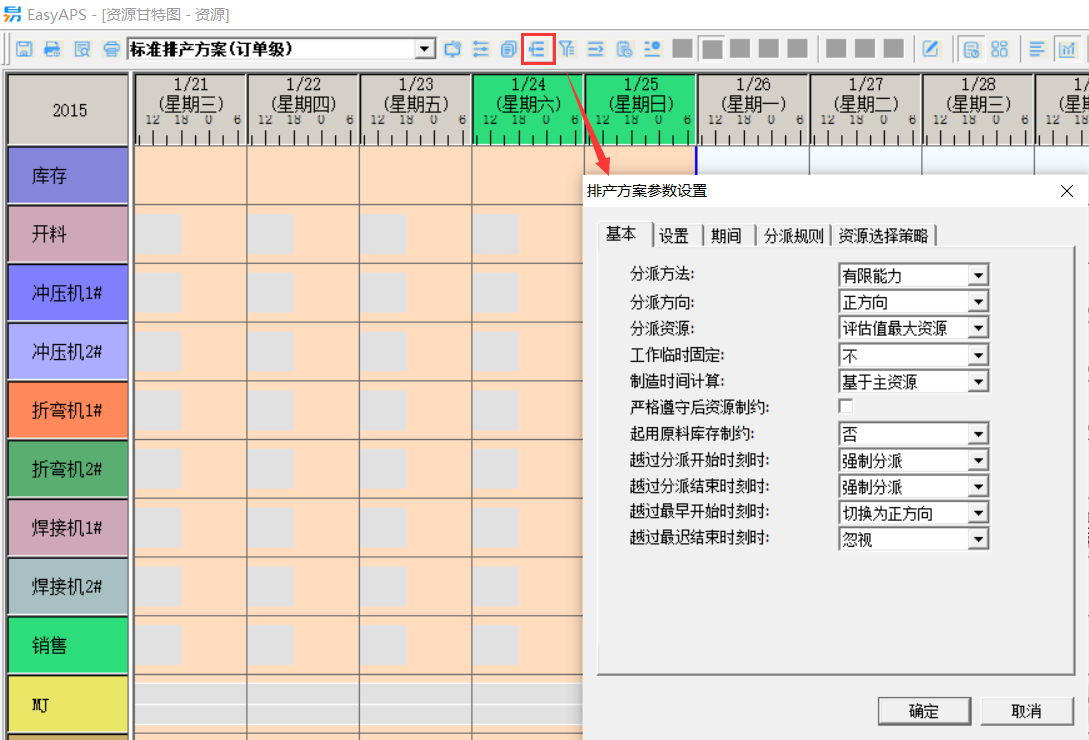 EasyAPS - [资源甘特图 - 资源]
标准排产方案(订单级)
2015
1/21 1/22 1/23 1/24 1/25 1/26 1/27 1/28
(星期三) (星期四) (星期五) (星期六) (星期日) (星期一) (星期二) (星期三)
12 18 0 6 12 18 0 6 12 18 0 6 12 18 0 6 12 18 0 6 12 18 0 6 12 18 0 6 12 18 0 6 12
库存
开料
冲压机1#
冲压机2#
折弯机1#
折弯机2#
焊接机1#
焊接机2#
销售
MJ
排产方案参数设置
基本 设置 期间 分派规则 资源选择策略
分派方法: 有限能力
分派方向: 正方向
分派资源: 评估值最大资源
工作临时固定: 不
制造时间计算: 基于主资源
严格遵守后资源制约:
起用原料库存制约: 否
越过分派开始时刻时: 强制分派
越过分派结束时刻时: 强制分派
越过最早开始时刻时: 切换为正方向
越过最迟结束时刻时: 忽视
确定 取消